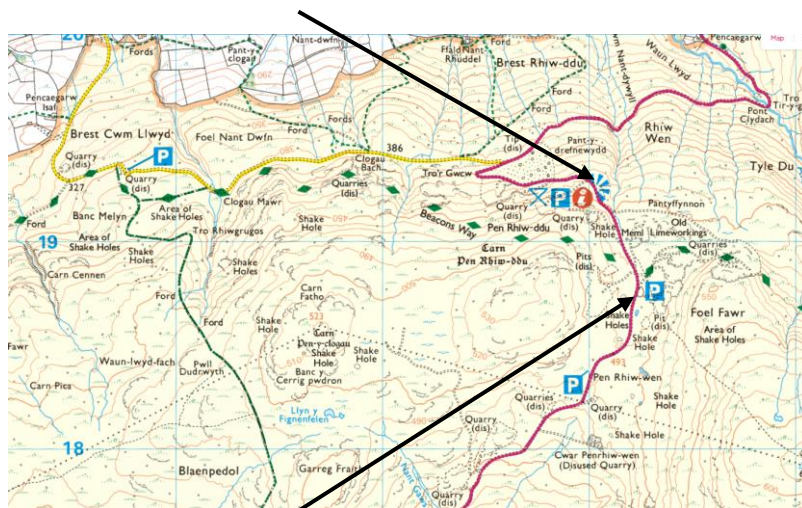 20
Fords
Pant-y-
clogau
Nant-dwfn
Ffald Nant
Rhuddel
Ford
Brest Rhiw-ddu
Waun Lwyd
Pencaegarw
Map
Pencaegarw
Isaf
290
Ford
Pont
Clydach
Brest Cwm Llwyd
Foel Nant Dwfn
Fords
386
Rhiw
Wen
Tyle Du
Quarry
(dis)
327
P
Quarry
(dis)
Clogau
Bach
Tro'r Gwcw
Pant-y-
drefnewydd
Quarries
(dis)
Clogau Mawr
Banc Melyn
Area of
Shake Holes
Ford
P
i
Pantyffynnon
Beacons Way
Quarry
(dis)
Pen Rhiw-ddu
Quarry
(dis)
Shake
Hole
Old
Limeworkings
Meml
Quarries
(dis)
19
Area of
Shake Holes
Tro Rhiwgrugos
Shake
Hole
450
Carn
Pen Rhiw-ddu
Pits
(dis)
Carn Cennen
Shake
Holes
Shake
Holes
Ford
Carn
Fatho
523
P
550
Foel Fawr
Area of
Shake Holes
Shake
Hole
Carn
Pen-y-clogau
Shake
Hole
Shake
Hole
Banc y
Cerrig pwdron
Shake
Holes
Pit
(dis)
Shake
Hole
Fawr
Waun-lwyd-fach
Pwll
Dudrwyth
Ford
510
520
493
P
Pen Rhiw-wen
Carn Pica
Llyn y
Fignenfelen
490
Quarries
(dis)
Quarry
(dis)
Shake
Hole
18
Quarry
(dis)
Shake Hole
Blaenpedol
Garreg Fraith
Cwar Penrhiw-wen
(Disused Quarry)
Quarry
(dis)
600